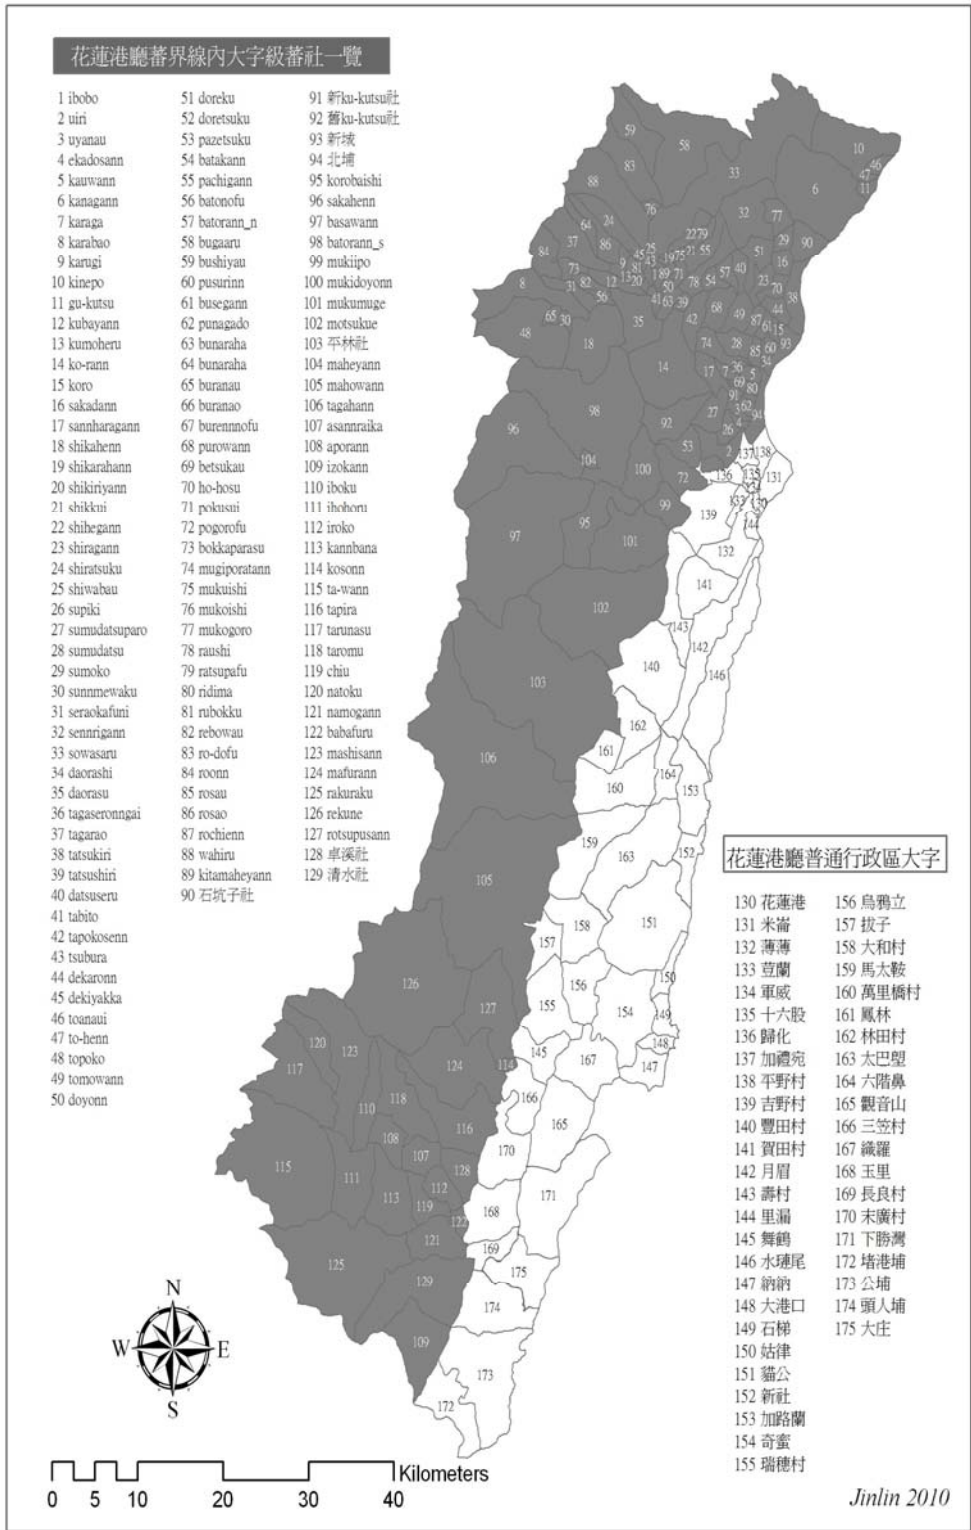 花蓮港廳蕃界線內大字級蕃社一覽
1 ibobo
2 uiri
3 uyanau
4 ekadosann
5 kauwann
6 kanagann
7 karaga
8 karabao
9 karugi
10 kinepo
11 gu-kutsu
12 kubayann
13 kumoheru
14 ko-rann
15 koro
16 sakadann
17 sannharagann
18 shikahenn
19 shikarahann
20 shikiriyann
21 shikkui
22 shihegann
23 shiragann
24 shiratsuku
25 shiwabau
26 supiki
27 sumudatsuparo
28 sumudatsu
29 sumoko
30 sunnmewaku
31 seraokafuni
32 sennrigann
33 sowasaru
34 daorashi
35 daorasu
36 tagaseronngai
37 tagarao
38 tatsukiri
39 tatsushiri
40 datsuseru
41 tabito
42 tapokosenn
43 tsubura
44 dekaronn
45 dekiyakka
46 toanaui
47 to-henn
48 topoko
49 tomowann
50 doyonn
51 doreku
52 doretsuku
53 pazetsuku
54 batakann
55 pachigann
56 batonofu
57 batorann_n
58 bugaaru
59 bushiyau
60 pusurinn
61 busegann
62 punagado
63 bunaraha
64 bunaraha
65 buranau
66 buranao
67 burennnofu
68 purowann
69 betsukau
70 ho-hosu
71 pokusui
72 pogorofu
73 bokkaparasu
74 mugiporatann
75 mukuishi
76 mukoishi
77 mukogoro
78 raushi
79 ratsupafu
80 ridima
81 rubokku
82 rebowau
83 ro-dofu
84 roonn
85 rosau
86 rosao
87 rochienn
88 wahiru
89 kitamaheyann
90 石坑子社
91 新ku-kutsu社
92 舊ku-kutsu社
93 新城
94 北埔
95 korobaishi
96 sakahenn
97 basawann
98 batorann_s
99 mukiipo
100 mukidoyonn
101 mukumuge
102 motsukue
103 平林社
104 maheyann
105 mahowann
106 tagahann
107 asannraika
108 aporann
109 izokann
110 iboku
111 ihohoru
112 iroko
113 kannbana
114 kosonn
115 ta-wann
116 tapira
117 tarunasu
118 taromu
119 chiu
120 natoku
121 namogann
122 babafuru
123 mashisann
124 mafurann
125 rakuraku
126 rekune
127 rotsupusann
128 卓溪社
129 清水社
花蓮港廳普通行政區大字
130 花蓮港
131 米崙
132 薄薄
133 荳蘭
134 軍威
135 十六股
136 歸化
137 加禮宛
138 平野村
139 吉野村
140 豐田村
141 賀田村
142 月眉
143 壽村
144 里漏
145 舞鶴
146 水璉尾
147 納納
148 大港口
149 石梯
150 姑律
151 貓公
152 新社
153 加路蘭
154 奇蜜
155 瑞穗村
156 烏鴉立
157 拔子
158 大和村
159 馬太鞍
160 萬里橋村
161 鳳林
162 林田村
163 太巴塱
164 六階鼻
165 觀音山
166 三笠村
167 織羅
168 玉里
169 長良村
170 末廣村
171 下勝灣
172 堵港埔
173 公埔
174 頭人埔
175 大庄
N
W
E
S
Kilometers
0 5 10 20 30 40
Jinlin 2010